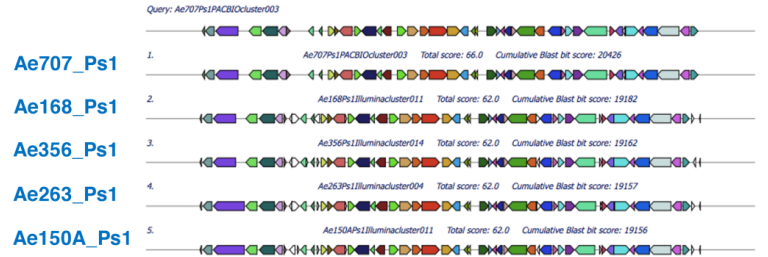 Query: Ae707Ps1PACBIOcluster003
1. Ae707Ps1PACBIOcluster003 Total score: 66.0 Cumulative Blast bit score: 20426
Ae707_Ps1
2. Ae168Ps1Illuminacluster011 Total score: 62.0 Cumulative Blast bit score: 19182
Ae168_Ps1
3. Ae356Ps1Illuminacluster014 Total score: 62.0 Cumulative Blast bit score: 19162
Ae356_Ps1
4. Ae263Ps1Illuminacluster004 Total score: 62.0 Cumulative Blast bit score: 19157
Ae263_Ps1
5. Ae150APs1Illuminacluster011 Total score: 62.0 Cumulative Blast bit score: 19156
Ae150A_Ps1